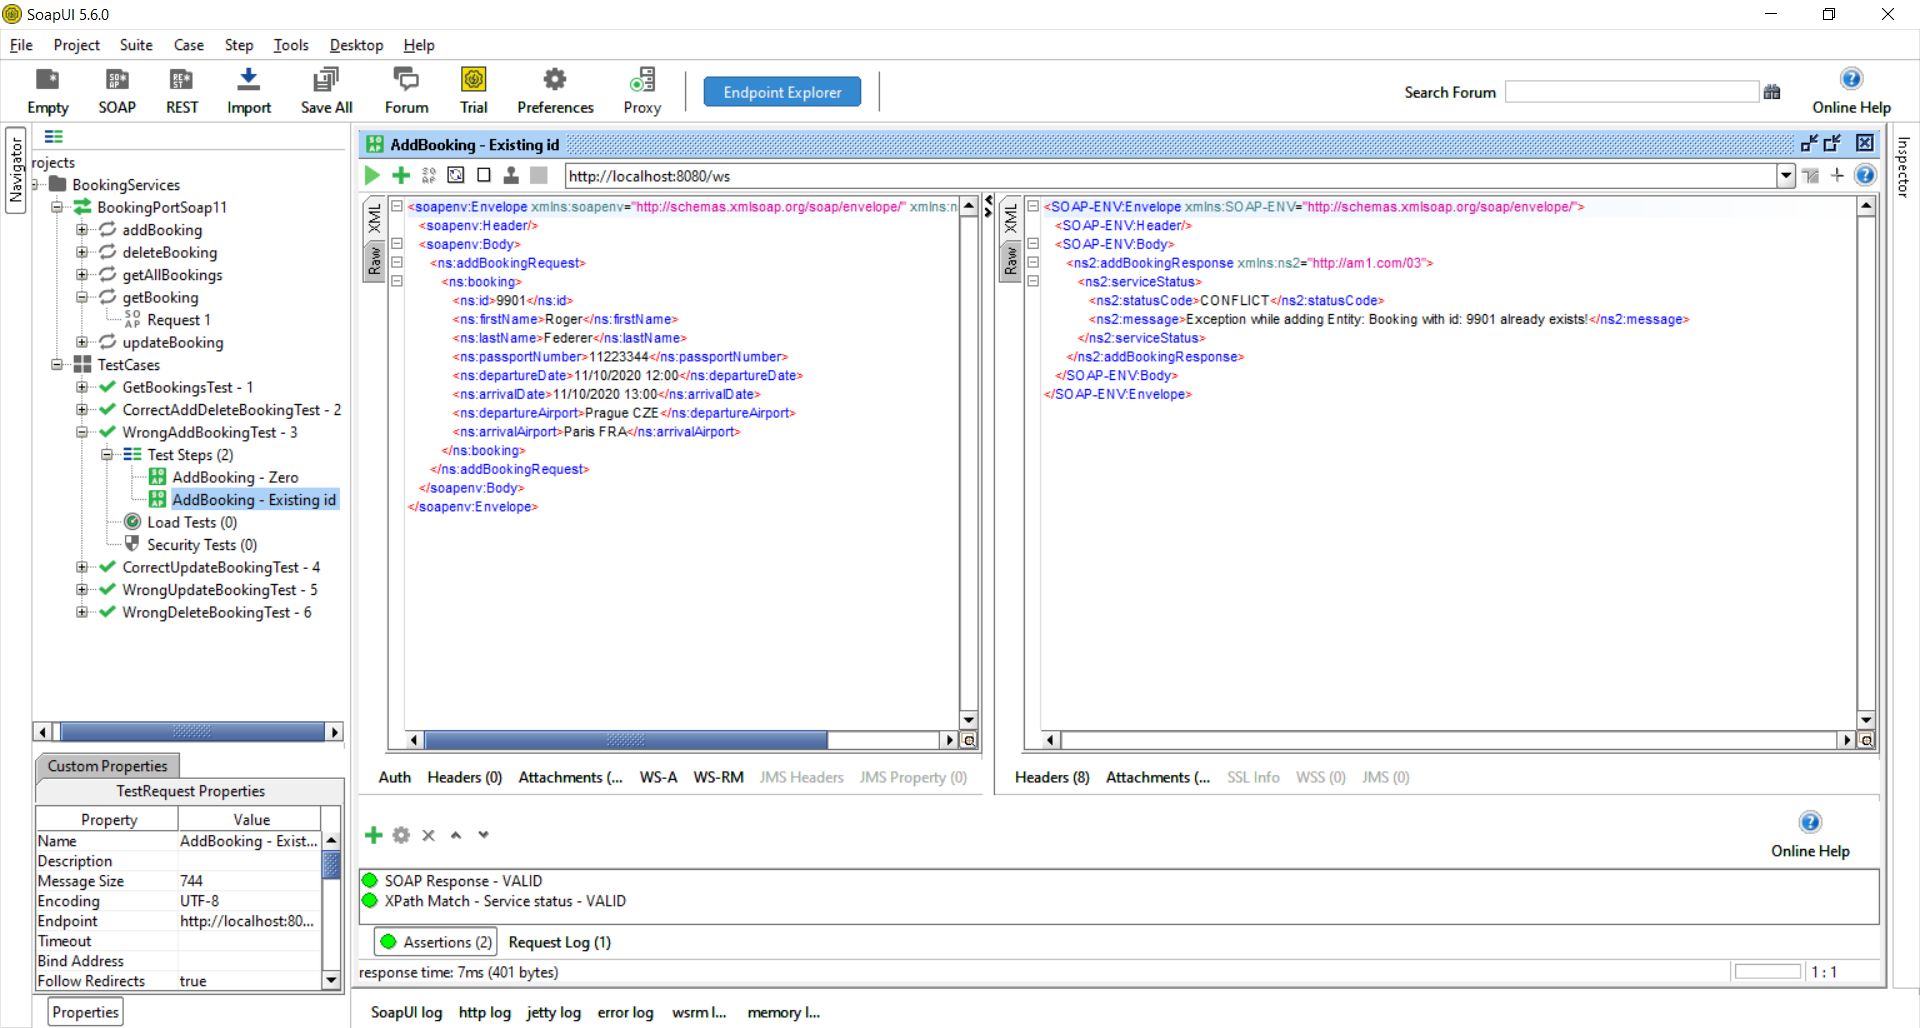 SoapUI 5.6.0
File Project Suite Case Step Tools Desktop Help
Empty SOAP REST Import Save All Forum Trial Preferences Proxy Endpoint Explorer Search Forum Online Help
Navigator
Inspector
rojects
BookingServices
BookingPortSoap11
addBooking
deleteBooking
getAllBookings
getBooking
SO AP Request 1
updateBooking
TestCases
GetBookingsTest - 1
CorrectAddDeleteBookingTest - 2
WrongAddBookingTest - 3
Test Steps (2)
AddBooking - Zero
AddBooking - Existing id
Load Tests (0)
Security Tests (0)
CorrectUpdateBookingTest - 4
WrongUpdateBookingTest - 5
WrongDeleteBookingTest - 6
Custom Properties
TestRequest Properties
Property Value
Name AddBooking - Exist...
Description
Message Size 744
Encoding UTF-8
Endpoint http://localhost:80...
Timeout
Bind Address
Follow Redirects true
Properties
AddBooking - Existing id
http://localhost:8080/ws
XML
Raw
<soapenv:Envelope xmlns:soapenv="http://schemas.xmlsoap.org/soap/envelope/" xmlns:n
<soapenv:Header/>
<soapenv:Body>
<ns:addBookingRequest>
<ns:booking>
<ns:id>9901</ns:id>
<ns:firstName>Roger</ns:firstName>
<ns:lastName>Federer</ns:lastName>
<ns:passportNumber>11223344</ns:passportNumber>
<ns:departureDate>11/10/2020 12:00</ns:departureDate>
<ns:arrivalDate>11/10/2020 13:00</ns:arrivalDate>
<ns:departureAirport>Prague CZE</ns:departureAirport>
<ns:arrivalAirport>Paris FRA</ns:arrivalAirport>
</ns:booking>
</ns:addBookingRequest>
</soapenv:Body>
</soapenv:Envelope>
Auth Headers (0) Attachments (... WS-A WS-RM JMS Headers JMS Property (0)
XML
Raw
<SOAP-ENV:Envelope xmlns:SOAP-ENV="http://schemas.xmlsoap.org/soap/envelope/">
<SOAP-ENV:Header/>
<SOAP-ENV:Body>
<ns2:addBookingResponse xmlns:ns2="http://am1.com/03">
<ns2:serviceStatus>
<ns2:statusCode>CONFLICT</ns2:statusCode>
<ns2:message>Exception while adding Entity: Booking with id: 9901 already exists!</ns2:message>
</ns2:serviceStatus>
</ns2:addBookingResponse>
</SOAP-ENV:Body>
</SOAP-ENV:Envelope>
Headers (8) Attachments (... SSL Info WSS (0) JMS (0)
Online Help
SOAP Response - VALID
XPath Match - Service status - VALID
Assertions (2) Request Log (1)
response time: 7ms (401 bytes) 1 : 1
SoapUI log http log jetty log error log wsrm l... memory l...